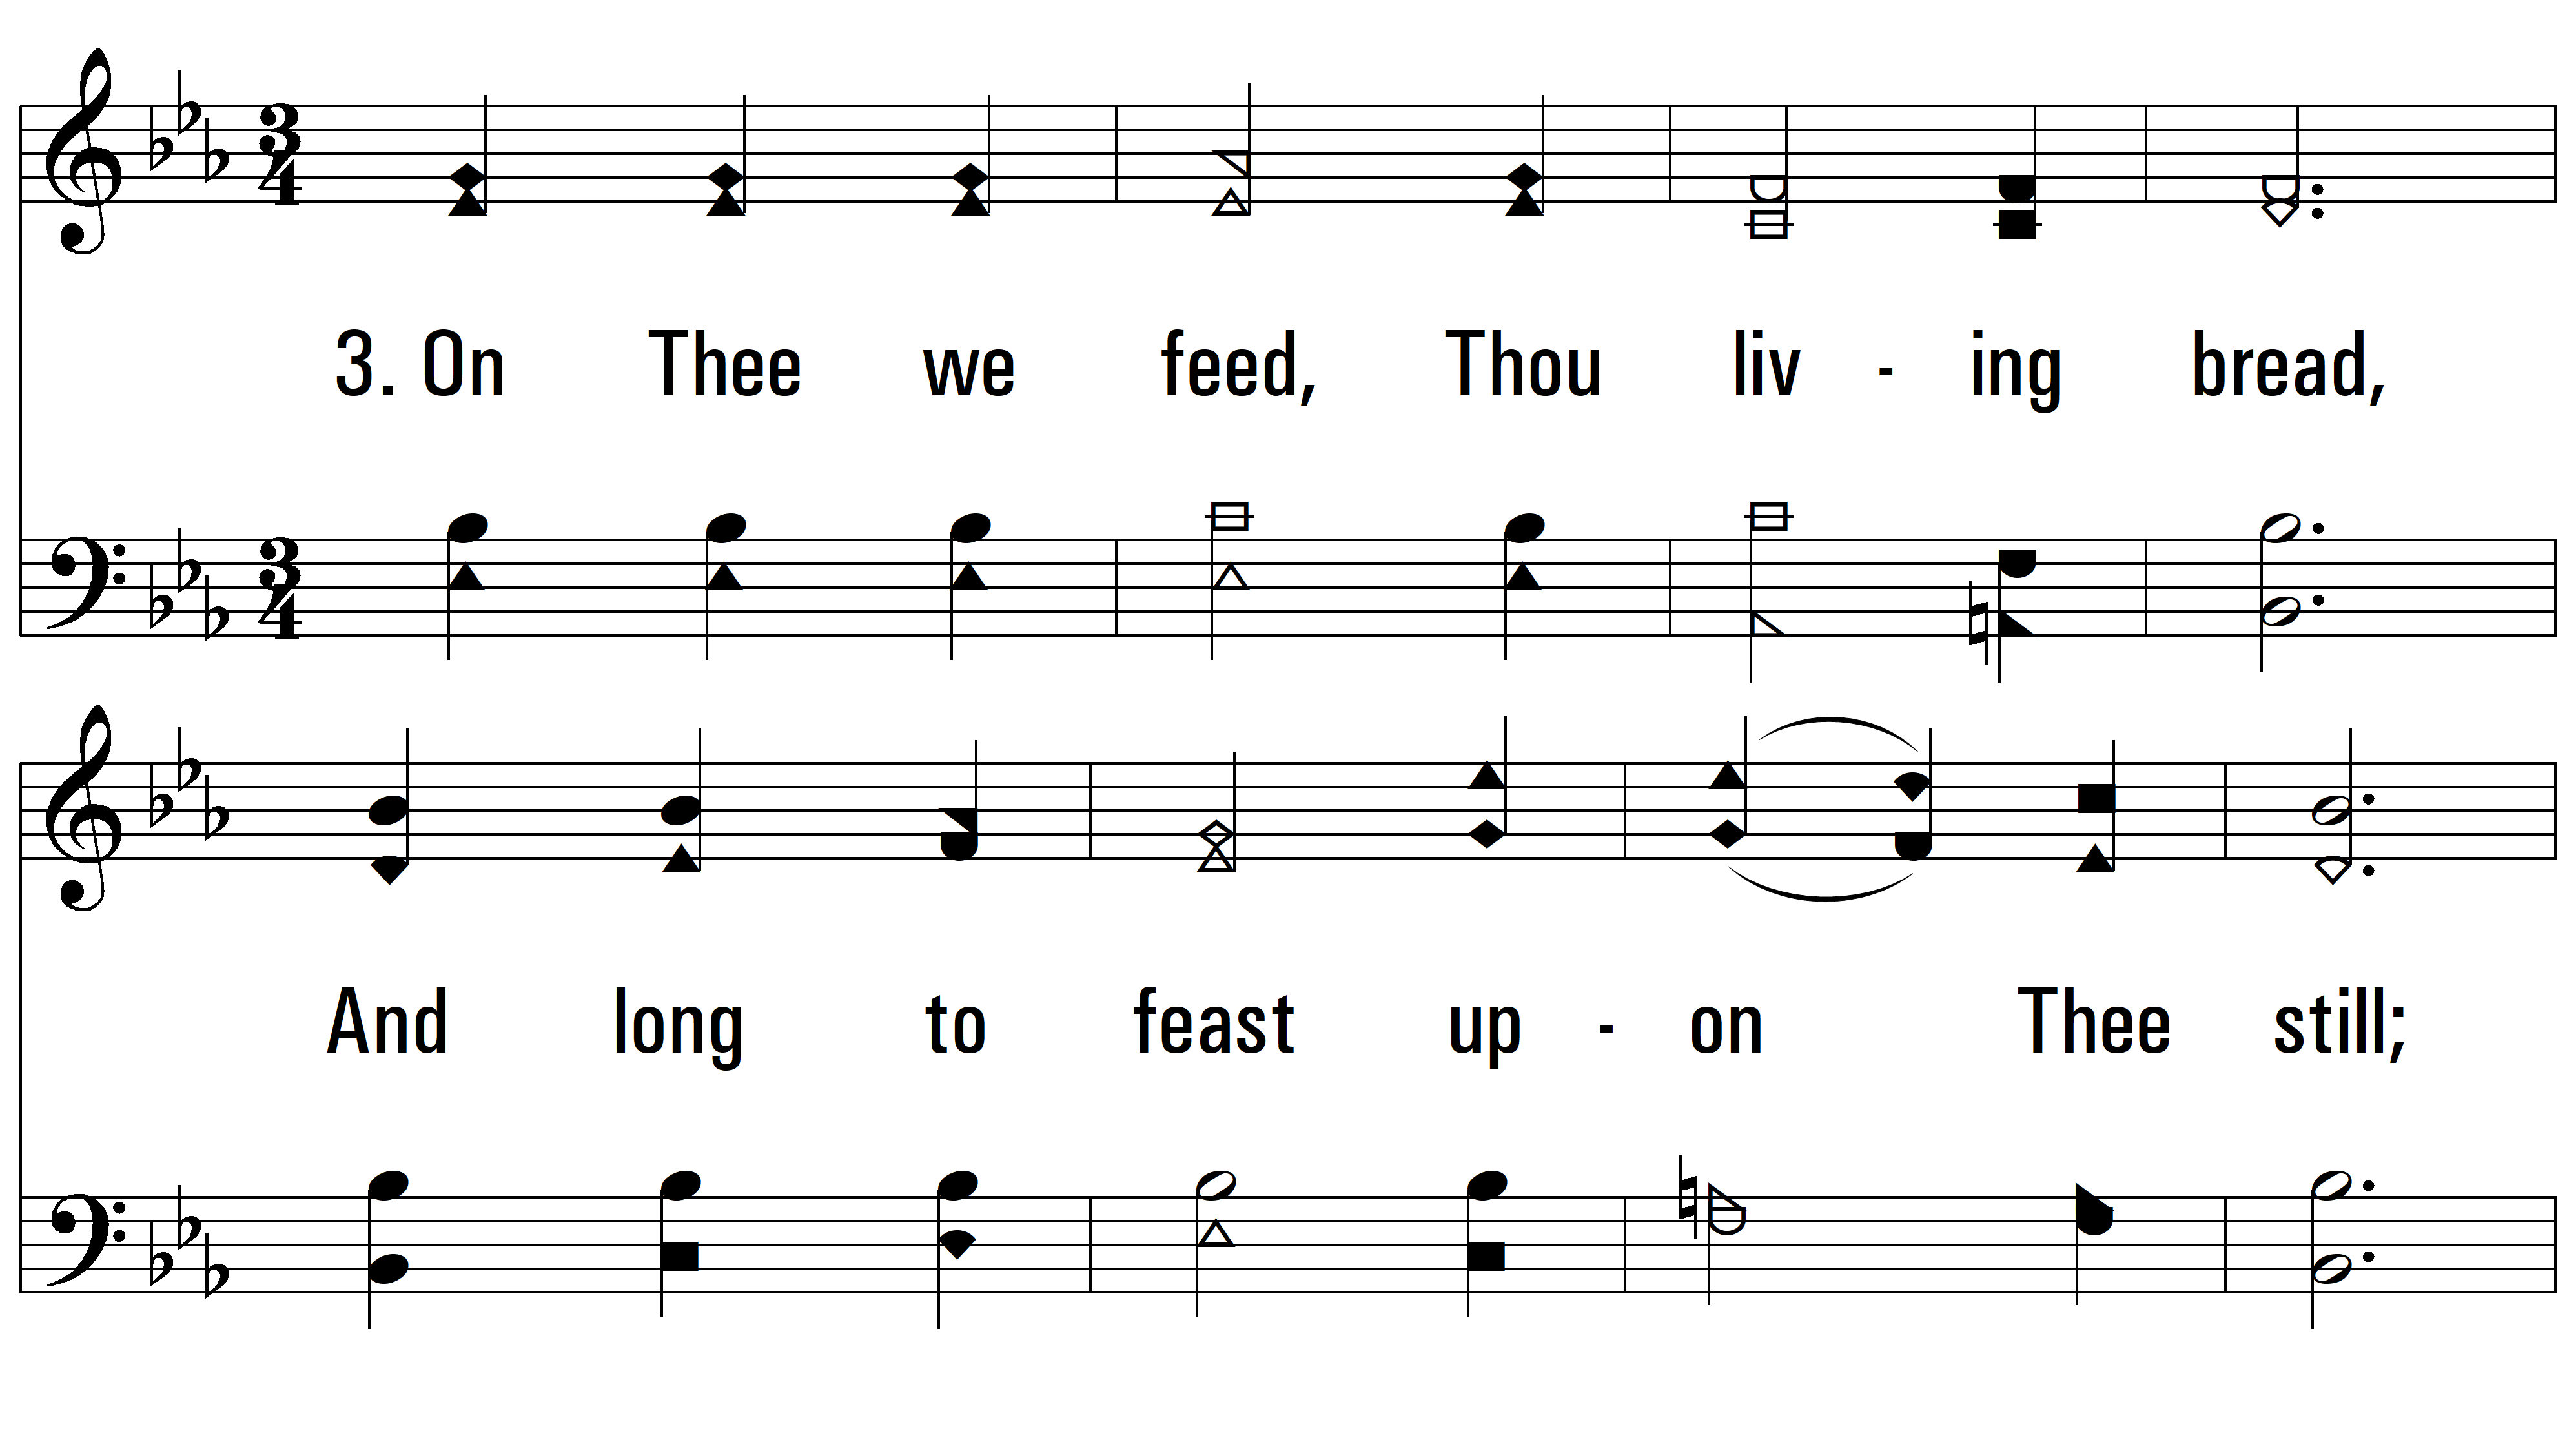 3. On Thee we feed, Thou liv - ing bread,
And long to feast up - on Thee still;